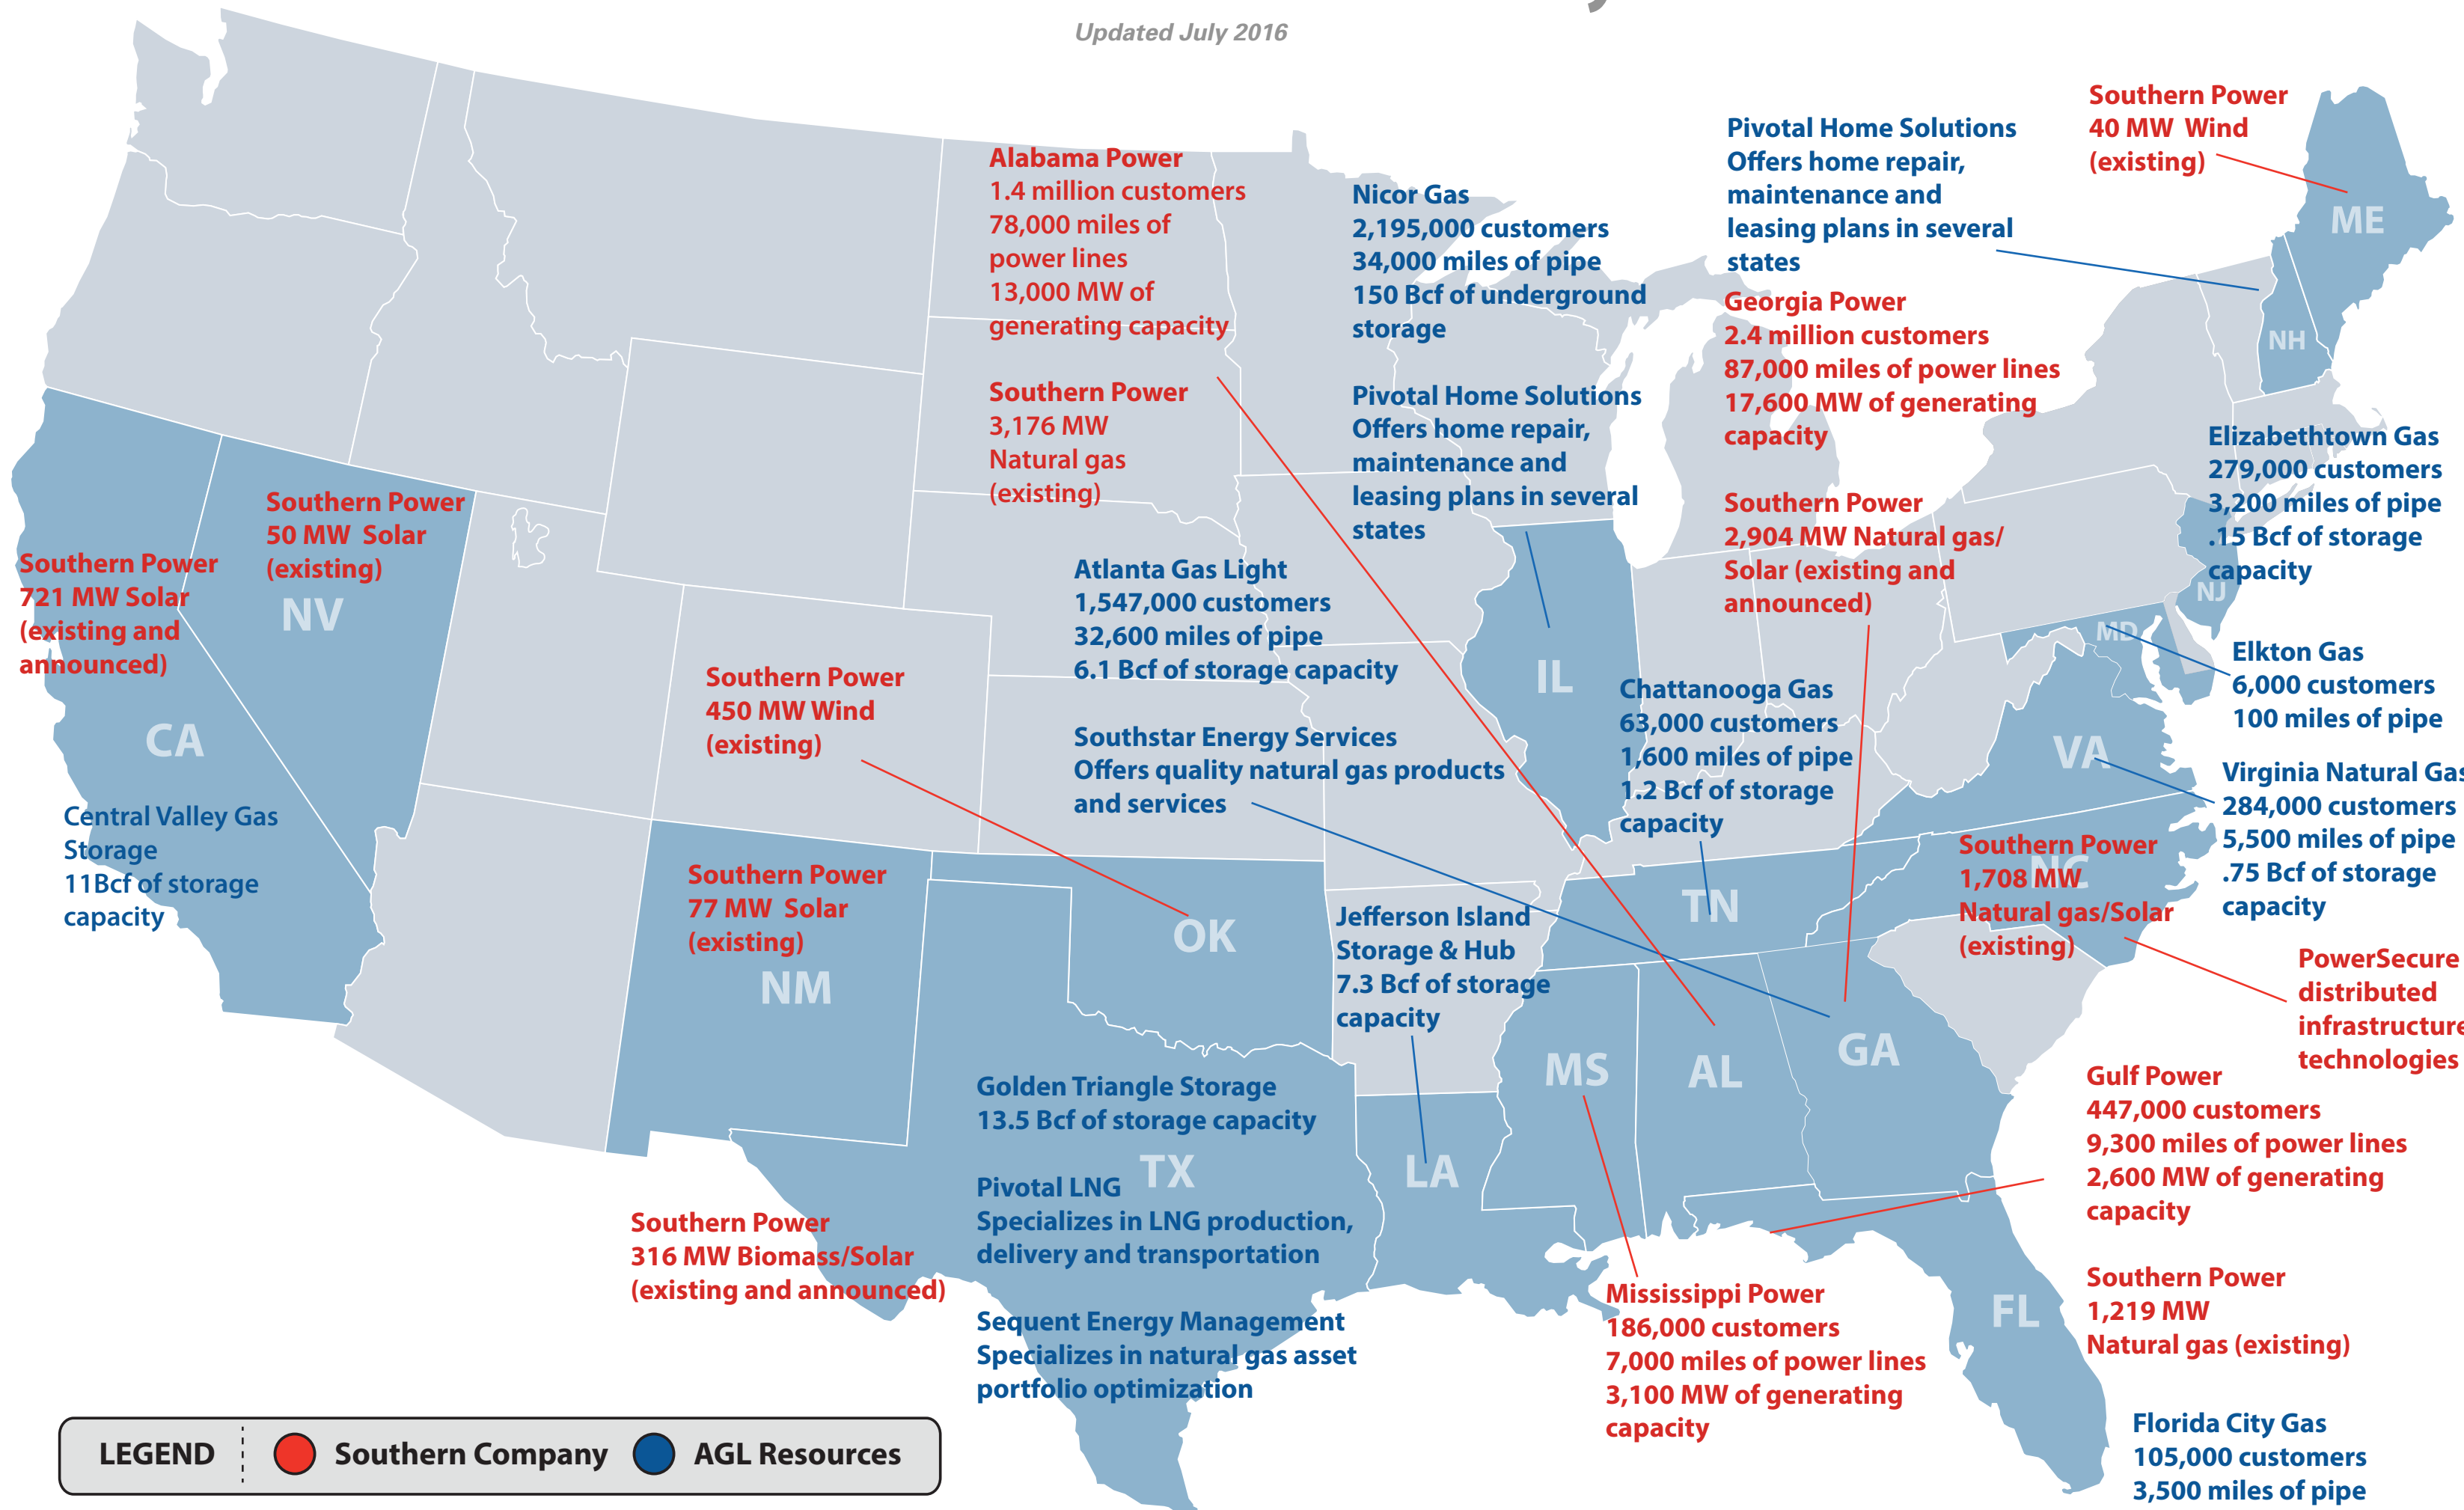 Updated July 2016
Southern Power
40 MW Wind
(existing)
ME
Pivotal Home Solutions
Offers home repair,
maintenance and
leasing plans in several
states
NH
Alabama Power
1.4 million customers
78,000 miles of
power lines
13,000 MW of
generating capacity
Southern Power
3,176 MW
Natural gas
(existing)
Nicor Gas
2,195,000 customers
34,000 miles of pipe
150 Bcf of underground
storage
Pivotal Home Solutions
Offers home repair,
maintenance and
leasing plans in several
states
IL
Georgia Power
2.4 million customers
87,000 miles of power lines
17,600 MW of generating
capacity
Southern Power
2,904 MW Natural gas/
Solar (existing and
announced)
Elizabethtown Gas
279,000 customers
3,200 miles of pipe
.15 Bcf of storage
capacity
NJ
Southern Power
50 MW Solar
(existing)
NV
Southern Power
721 MW Solar
(existing and
announced)
CA
Central Valley Gas
Storage
11Bcf of storage
capacity
Southern Power
450 MW Wind
(existing)
OK
Atlanta Gas Light
1,547,000 customers
32,600 miles of pipe
6.1 Bcf of storage capacity
Southstar Energy Services
Offers quality natural gas products
and services
Chattanooga Gas
63,000 customers
1,600 miles of pipe
1.2 Bcf of storage
capacity
TN
MD
Elkton Gas
6,000 customers
100 miles of pipe
VA
Virginia Natural Gas
284,000 customers
5,500 miles of pipe
.75 Bcf of storage
capacity
NC
Southern Power
1,708 MW
Natural gas/Solar
(existing)
PowerSecure
distributed
infrastructure
technologies
Southern Power
77 MW Solar
(existing)
NM
Jefferson Island
Storage & Hub
7.3 Bcf of storage
capacity
LA
MS
AL
GA
Golden Triangle Storage
13.5 Bcf of storage capacity
TX
Pivotal LNG
Specializes in LNG production,
delivery and transportation
Sequent Energy Management
Specializes in natural gas asset
portfolio optimization
Southern Power
316 MW Biomass/Solar
(existing and announced)
Gulf Power
447,000 customers
9,300 miles of power lines
2,600 MW of generating
capacity
Southern Power
1,219 MW
Natural gas (existing)
FL
Mississippi Power
186,000 customers
7,000 miles of power lines
3,100 MW of generating
capacity
Florida City Gas
105,000 customers
3,500 miles of pipe
LEGEND
Southern Company
AGL Resources